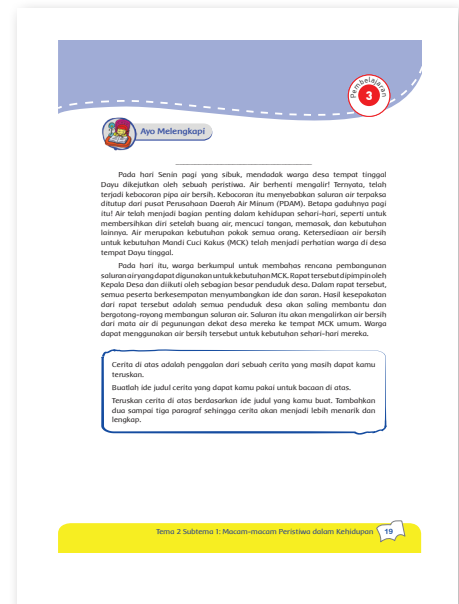 Pembelajaran
3
Ayo Melengkapi
Pada hari Senin pagi yang sibuk, mendadak warga desa tempat tinggal
Dayu dikejutkan oleh sebuah peristiwa. Air berhenti mengalir! Ternyata, telah
terjadi kebocoran pipa air bersih. Kebocoran itu menyebabkan saluran air terpaksa
ditutup dari pusat Perusahaan Daerah Air Minum (PDAM). Betapa gaduhnya pagi
itu! Air telah menjadi bagian penting dalam kehidupan sehari-hari, seperti untuk
membersihkan diri setelah buang air, mencuci tangan, memasak, dan kebutuhan
lainnya. Air merupakan kebutuhan pokok semua orang. Ketersediaan air bersih
untuk kebutuhan Mandi Cuci Kakus (MCK) telah menjadi perhatian warga di desa
tempat Dayu tinggal.
Pada hari itu, warga berkumpul untuk membahas rencana pembangunan
saluran air yang dapat digunakan untuk kebutuhan MCK. Rapat tersebut dipimpin oleh
Kepala Desa dan diikuti oleh sebagian besar penduduk desa. Dalam rapat tersebut,
semua peserta berkesempatan menyumbangkan ide dan saran. Hasil kesepakatan
dari rapat tersebut adalah semua penduduk desa akan saling membantu dan
bergotong-royong membangun saluran air. Saluran itu akan mengalirkan air bersih
dari mata air di pegunungan dekat desa mereka ke tempat MCK umum. Warga
dapat menggunakan air bersih tersebut untuk kebutuhan sehari-hari mereka.
Cerita di atas adalah penggalan dari sebuah cerita yang masih dapat kamu
teruskan.
Buatlah ide judul cerita yang dapat kamu pakai untuk bacaan di atas.
Teruskan cerita di atas berdasarkan ide judul yang kamu buat. Tambahkan
dua sampai tiga paragraf sehingga cerita akan menjadi lebih menarik dan
lengkap.
Tema 2 Subtema 1: Macam-macam Peristiwa dalam Kehidupan
19